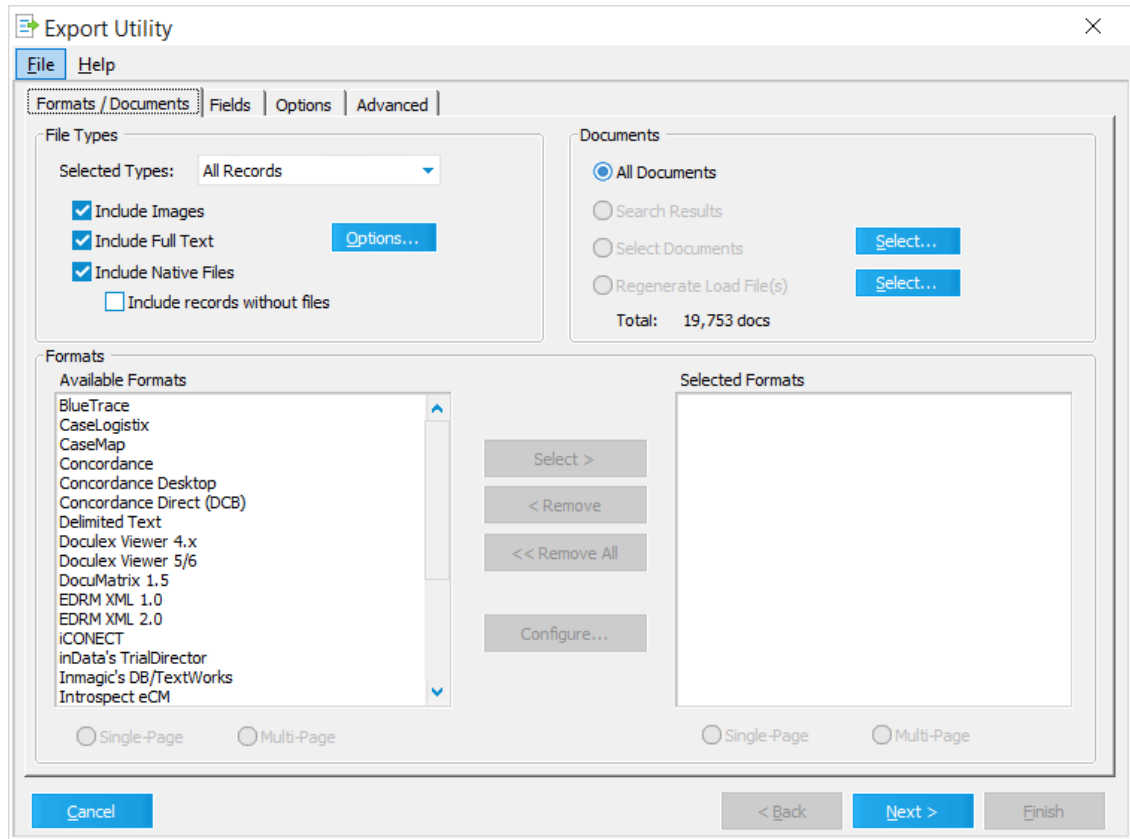 Export Utility
File Help
Formats / Documents Fields Options Advanced
File Types
Selected Types: All Records
Include Images
Include Full Text
Options...
Include Native Files
Include records without files
Documents
All Documents
Search Results
Select Documents Select...
Regenerate Load File(s) Select...
Total: 19,753 docs
Formats
Available Formats
BlueTrace
CaseLogistix
CaseMap
Concordance
Concordance Desktop
Concordance Direct (DCB)
Delimited Text
Doculex Viewer 4.x
Doculex Viewer 5/6
DocuMatrix 1.5
EDRM XML 1.0
EDRM XML 2.0
iCONECT
inData's TrialDirector
Inmagic's DB/TextWorks
Introspect eCM
Single-Page Multi-Page
Select >
< Remove
<< Remove All
Configure...
Selected Formats
Single-Page Multi-Page
Cancel < Back Next > Finish